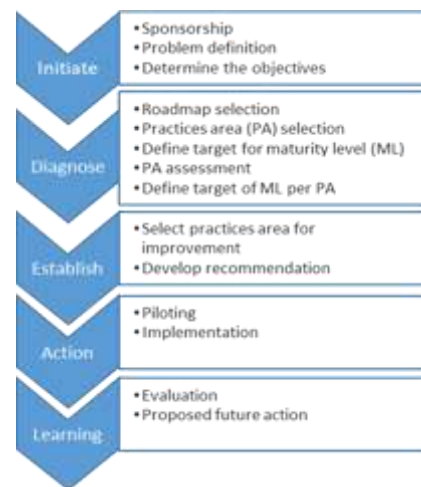 Initiate
•Sponsorship
•Problem definition
•Determine the objectives
Diagnose
•Roadmap selection
•Practices area (PA) selection
•Define target for maturity level (ML)
•PA assessment
•Define target of ML per PA
Establish
•Select practices area for
improvement
•Develop recommendation
Action
•Piloting
•Implementation
Learning
•Evaluation
•Proposed future action